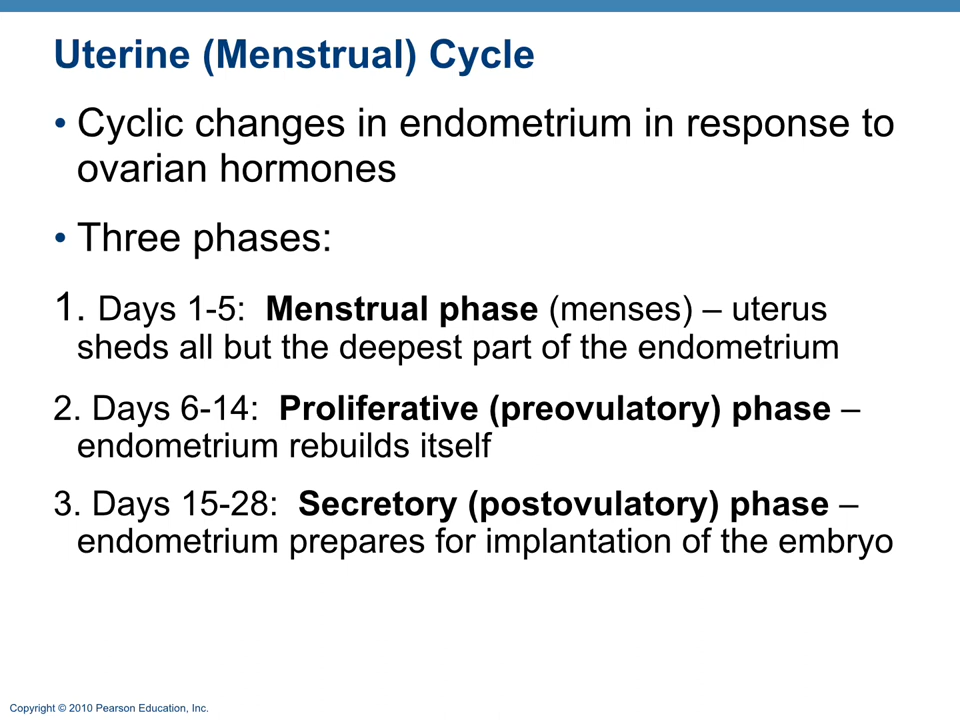 Uterine (Menstrual) Cycle
• Cyclic changes in endometrium in response to
ovarian hormones
• Three phases:
1. Days 1-5:  Menstrual phase (menses) – uterus
sheds all but the deepest part of the endometrium
2. Days 6-14:  Proliferative (preovulatory) phase –
endometrium rebuilds itself
3. Days 15-28:  Secretory (postovulatory) phase –
endometrium prepares for implantation of the embryo
Copyright © 2010 Pearson Education, Inc.